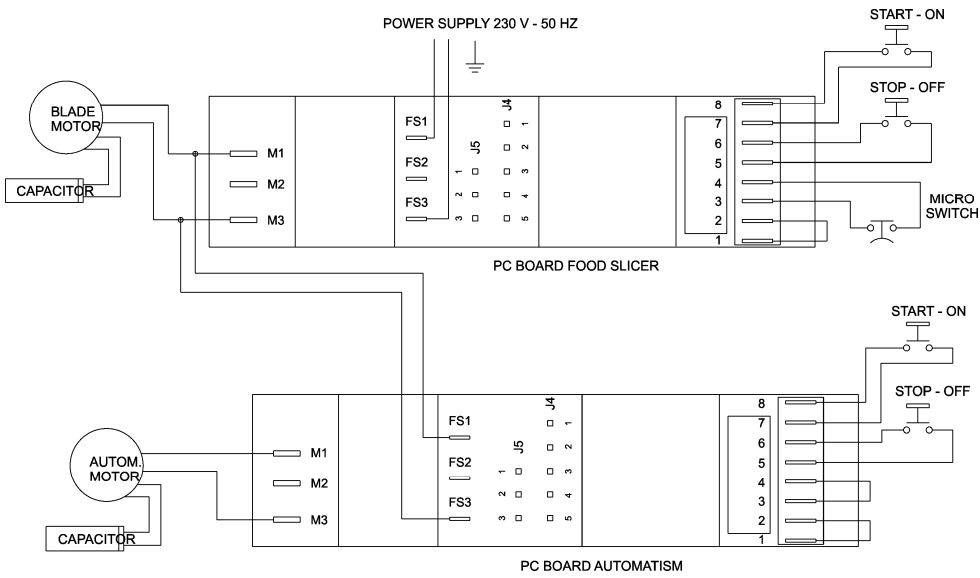 POWER SUPPLY 230 V - 50 HZ
START - ON
STOP - OFF
BLADE
MOTOR
CAPACITOR
M1
M2
M3
FS1
FS2
FS3
J5
1
2
3
J4
1
2
3
4
5
8
7
6
5
4
3
2
1
MICRO
SWITCH
PC BOARD FOOD SLICER
START - ON
STOP - OFF
AUTOM.
MOTOR
CAPACITOR
M1
M2
M3
FS1
FS2
FS3
J5
1
2
3
J4
1
2
3
4
5
8
7
6
5
4
3
2
1
PC BOARD AUTOMATISM